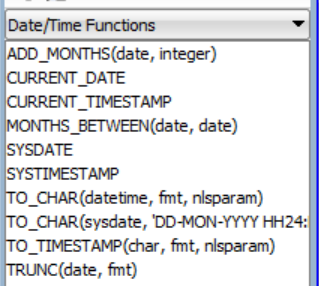 Date/Time Functions
ADD_MONTHS(date, integer)
CURRENT_DATE
CURRENT_TIMESTAMP
MONTHS_BETWEEN(date, date)
SYSDATE
SYSTIMESTAMP
TO_CHAR(datetime, fmt, nlsparam)
TO_CHAR(sysdate, 'DD-MON-YYYY HH24:
TO_TIMESTAMP(char, fmt, nlsparam)
TRUNC(date, fmt)